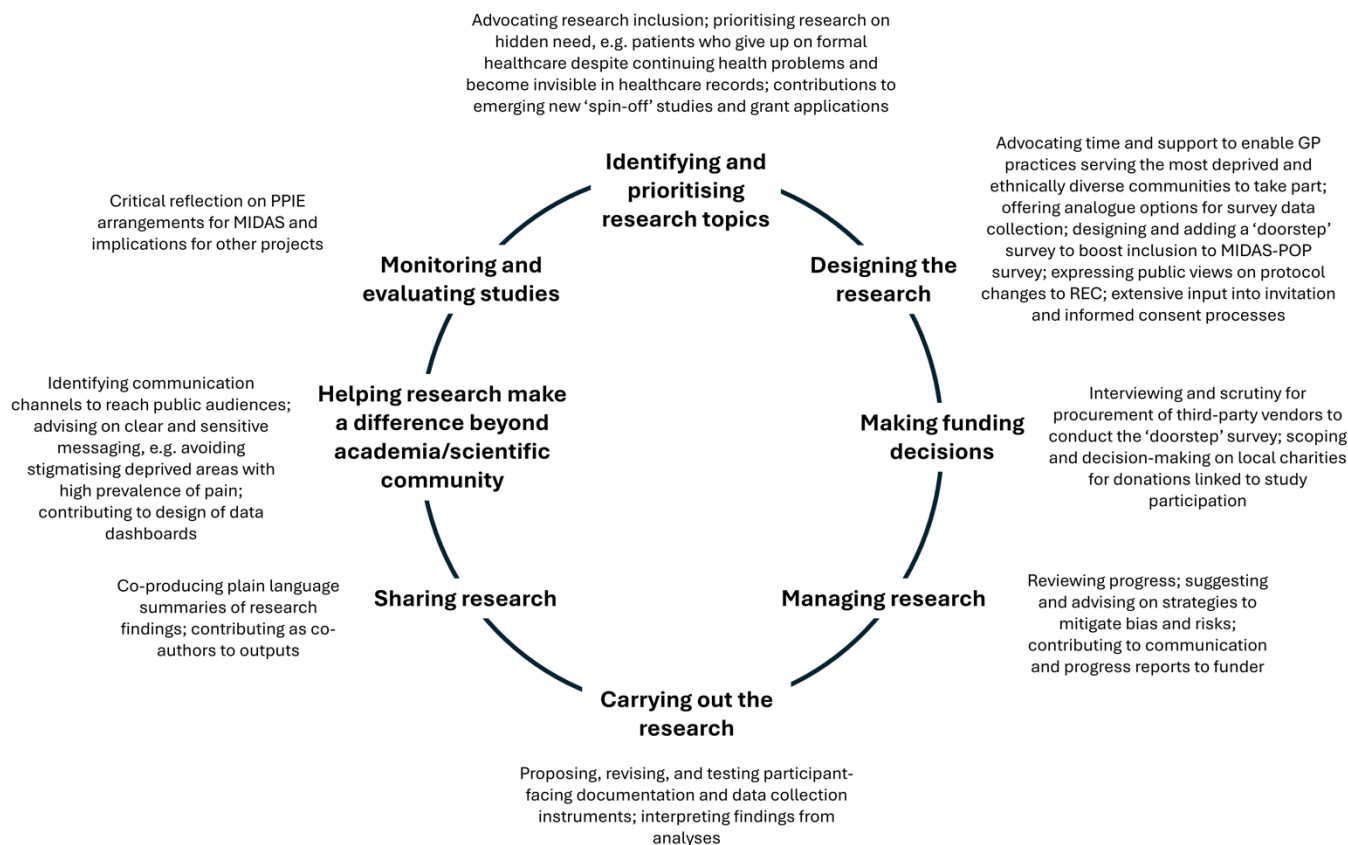 Advocating research inclusion; prioritising research on
hidden need, e.g. patients who give up on formal
healthcare despite continuing health problems and
become invisible in healthcare records; contributions to
emerging new ‘spin-off’ studies and grant applications
Identifying and
prioritising
research topics
Advocating time and support to enable GP
practices serving the most deprived and
ethnically diverse communities to take part;
offering analogue options for survey data
collection; designing and adding a ‘doorstep’
survey to boost inclusion to MIDAS-POP
survey; expressing public views on protocol
changes to REC; extensive input into invitation
and informed consent processes
Designing the
research
Interviewing and scrutiny for
procurement of third-party vendors to
conduct the ‘doorstep’ survey; scoping
and decision-making on local charities
for donations linked to study
participation
Making funding
decisions
Reviewing progress; suggesting
and advising on strategies to
mitigate bias and risks;
contributing to communication
and progress reports to funder
Managing research
Carrying out the
research
Proposing, revising, and testing participant-
facing documentation and data collection
instruments; interpreting findings from
analyses
Sharing research
Co-producing plain language
summaries of research
findings; contributing as co-
authors to outputs
Helping research make
a difference beyond
academia/scientific
community
Identifying communication
channels to reach public audiences;
advising on clear and sensitive
messaging, e.g. avoiding
stigmatising deprived areas with
high prevalence of pain;
contributing to design of data
dashboards
Monitoring and
evaluating studies
Critical reflection on PPIE
arrangements for MIDAS and
implications for other projects